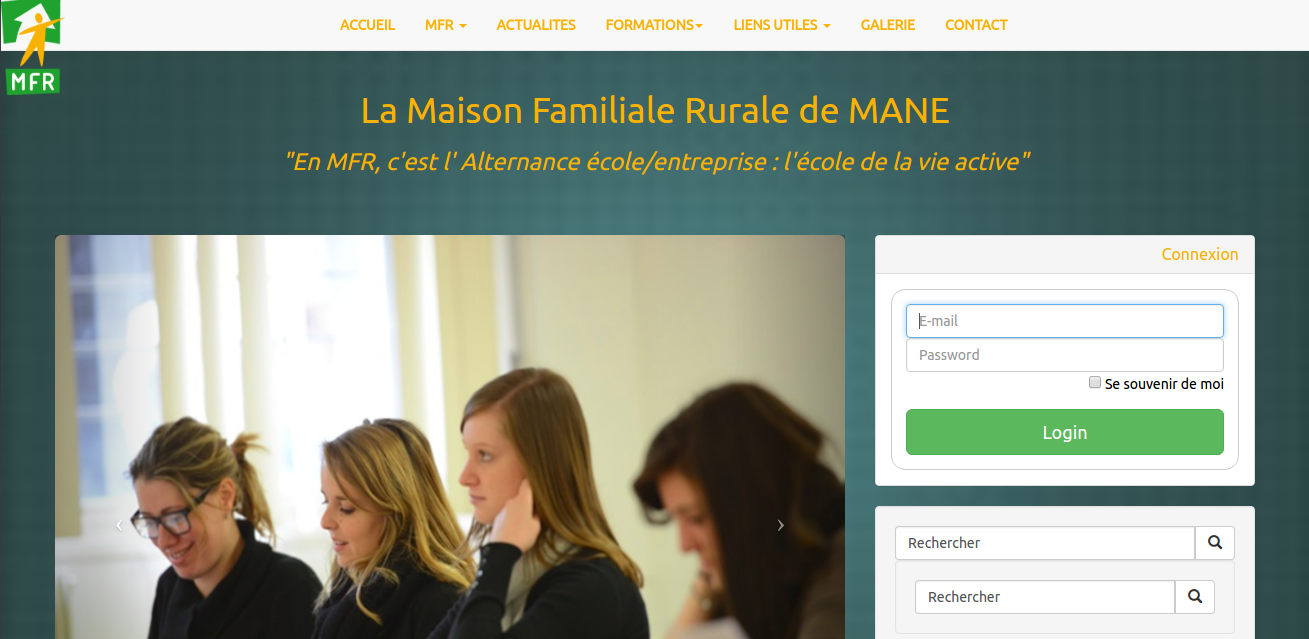 ACCUEIL MFR ACTUALITES FORMATIONS LIENS UTILES GALERIE CONTACT
MFR
La Maison Familiale Rurale de MANE
"En MFR, c'est l' Alternance école/entreprise : l'école de la vie active"
Connexion
E-mail
Password
Se souvenir de moi
Login
Rechercher
Rechercher